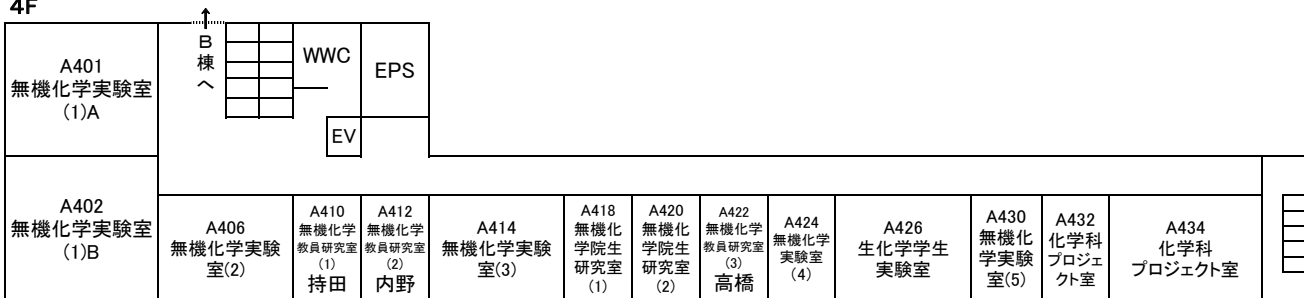 4F
A401
無機化学実験室
(1)A
B
棟
へ
WWC
EPS
EV
A402
無機化学実験室
(1)B
A406
無機化学実験
室(2)
A410
無機化学
教員研究室
(1)
持田
A412
無機化学
教員研究室
(2)
内野
A414
無機化学実験
室(3)
A418
無機化
学院生
研究室
(1)
A420
無機化
学院生
研究室
(2)
A422
無機化学
教員研究室
(3)
高橋
A424
無機化学
実験室
(4)
A426
生化学学生
実験室
A430
無機化
学実験
室(5)
A432
化学科
プロジェ
クト室
A434
化学科
プロジェクト室